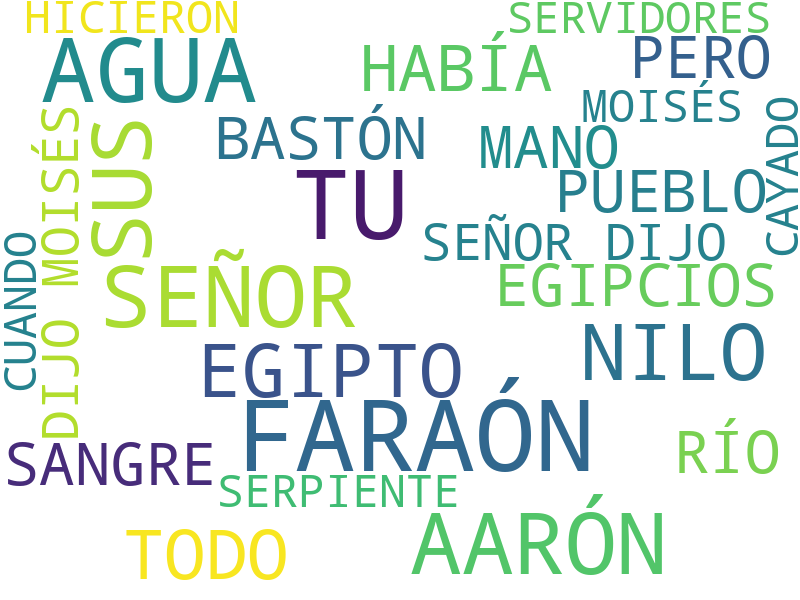 HICIERON
SERVIDORES
AGUA
HABÍA
PERO
MOISÉS
CAYADO
DIJO MOISÉS
SUS
BASTÓN
MANO
TU
PUEBLO
SEÑOR DIJO
CUANDO
SEÑOR
EGIPCIOS
NILO
EGIPTO
FARAÓN
SANGRE
RÍO
SERPIENTE
TODO
AARÓN